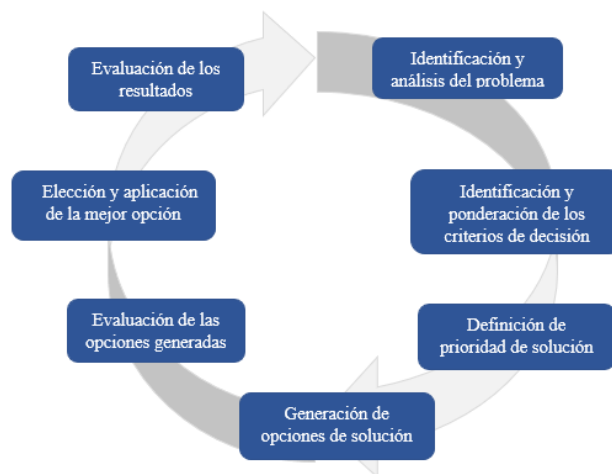 Identificación y
análisis del problema
Identificación y
ponderación de los
criterios de decisión
Definición de
prioridad de solución
Generación de
opciones de solución
Evaluación de las
opciones generadas
Elección y aplicación
de la mejor opción
Evaluación de los
resultados